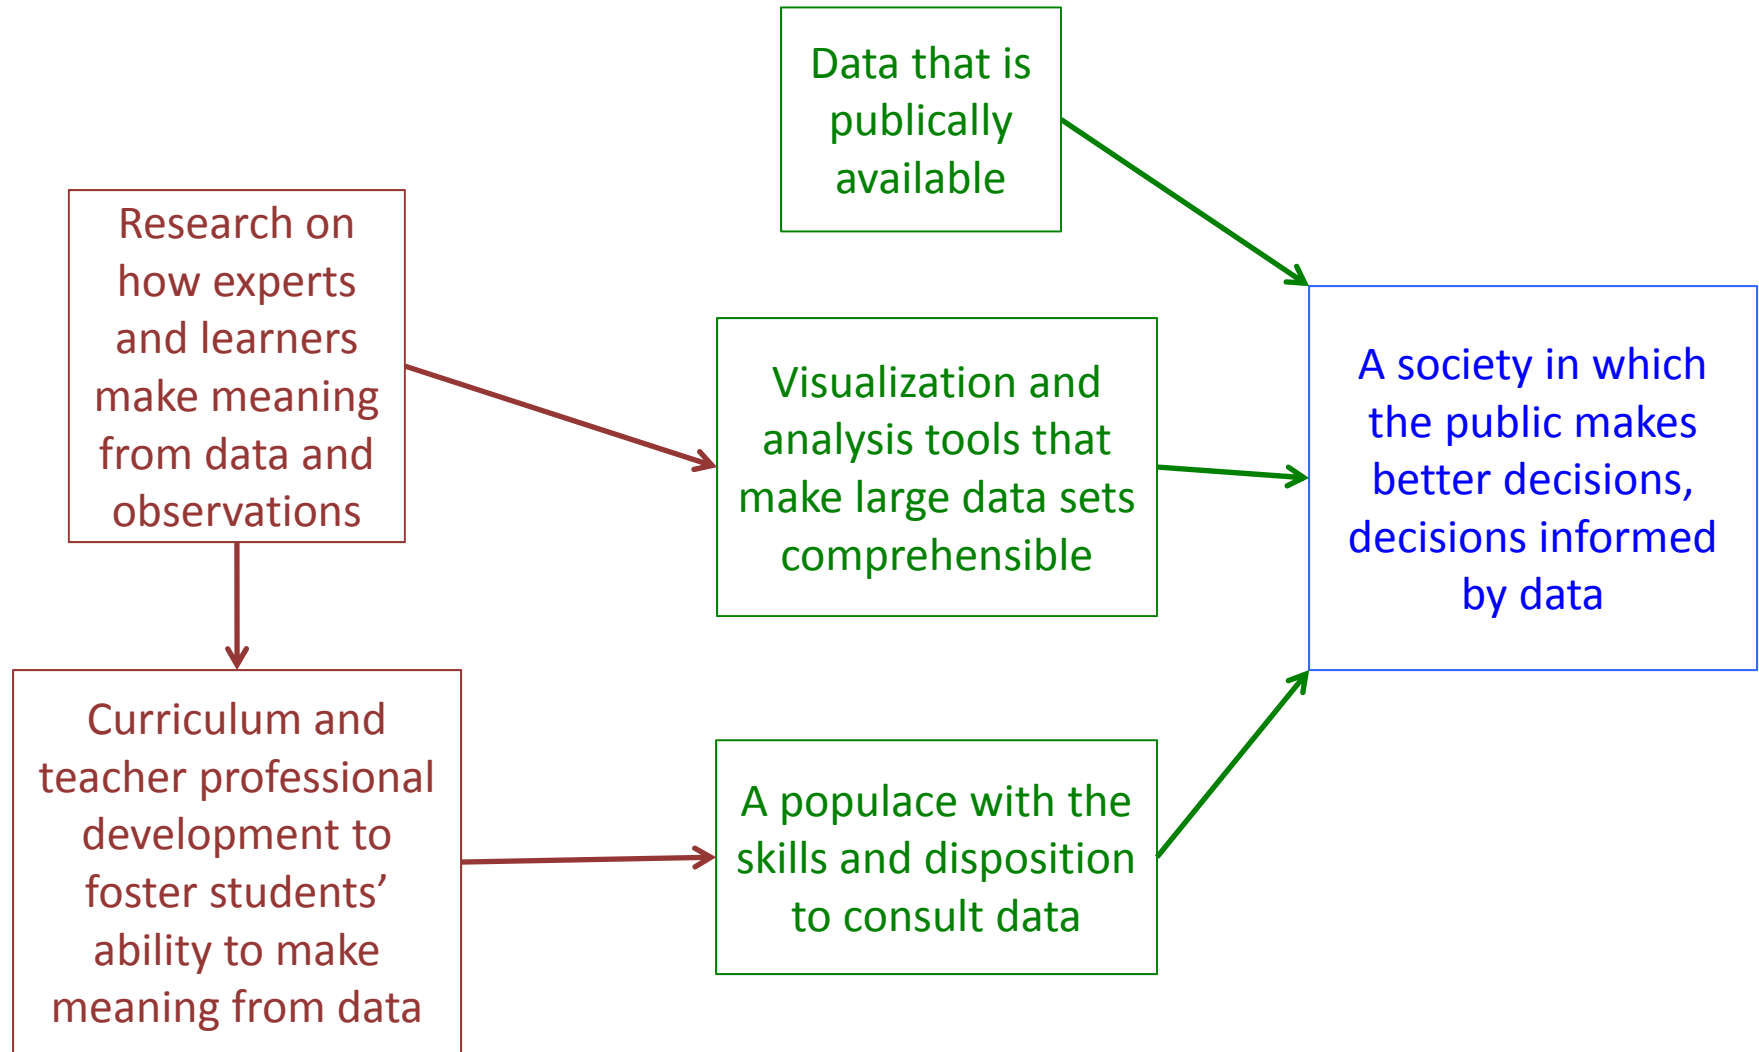 Data that is
publically
available
Research on
how experts
and learners
make meaning
from data and
observations
Visualization and
analysis tools that
make large data sets
comprehensible
A society in which
the public makes
better decisions,
decisions informed
by data
Curriculum and
teacher professional
development to
foster students’
ability to make
meaning from data
A populace with the
skills and disposition
to consult data